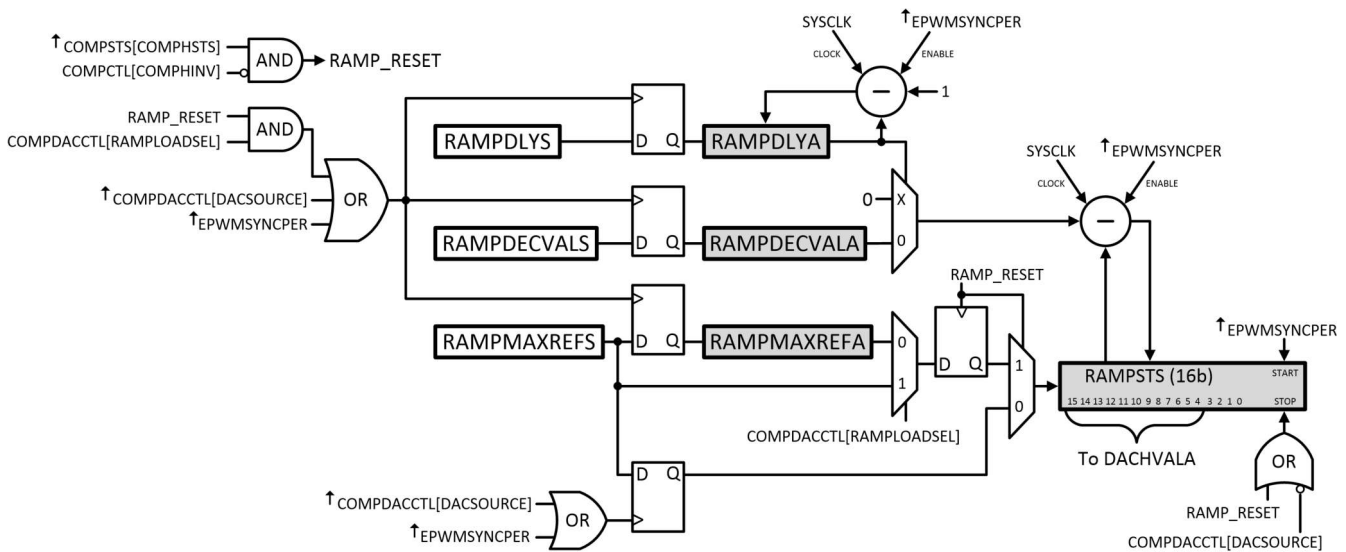 SYSCLK
↑EPWMSYNCPER
CLOCK
ENABLE
↑COMPSTS[COMPHSTS]
COMPCTL[COMPHINV]
AND
RAMP_RESET
−
1
RAMP_RESET
COMPDACCTL[RAMPLOADSEL]
AND
RAMPDLYS
D Q
RAMPDLYA
↑COMPDACCTL[DACSOURCE]
↑EPWMSYNCPER
OR
0
X
0
SYSCLK
↑EPWMSYNCPER
CLOCK
ENABLE
−
RAMPDECVALS
D Q
RAMPDECVALA
RAMP_RESET
RAMPMAXREFS
D Q
RAMPMAXREFA
0
1
D Q
1
0
COMPDACCTL[RAMPLOADSEL]
↑EPWMSYNCPER
RAMPSTS (16b)
START
15 14 13 12 11 10 9 8 7 6 5 4 3 2 1 0
STOP
To DACHVALA
OR
RAMP_RESET
COMPDACCTL[DACSOURCE]
D Q
↑COMPDACCTL[DACSOURCE]
↑EPWMSYNCPER
OR